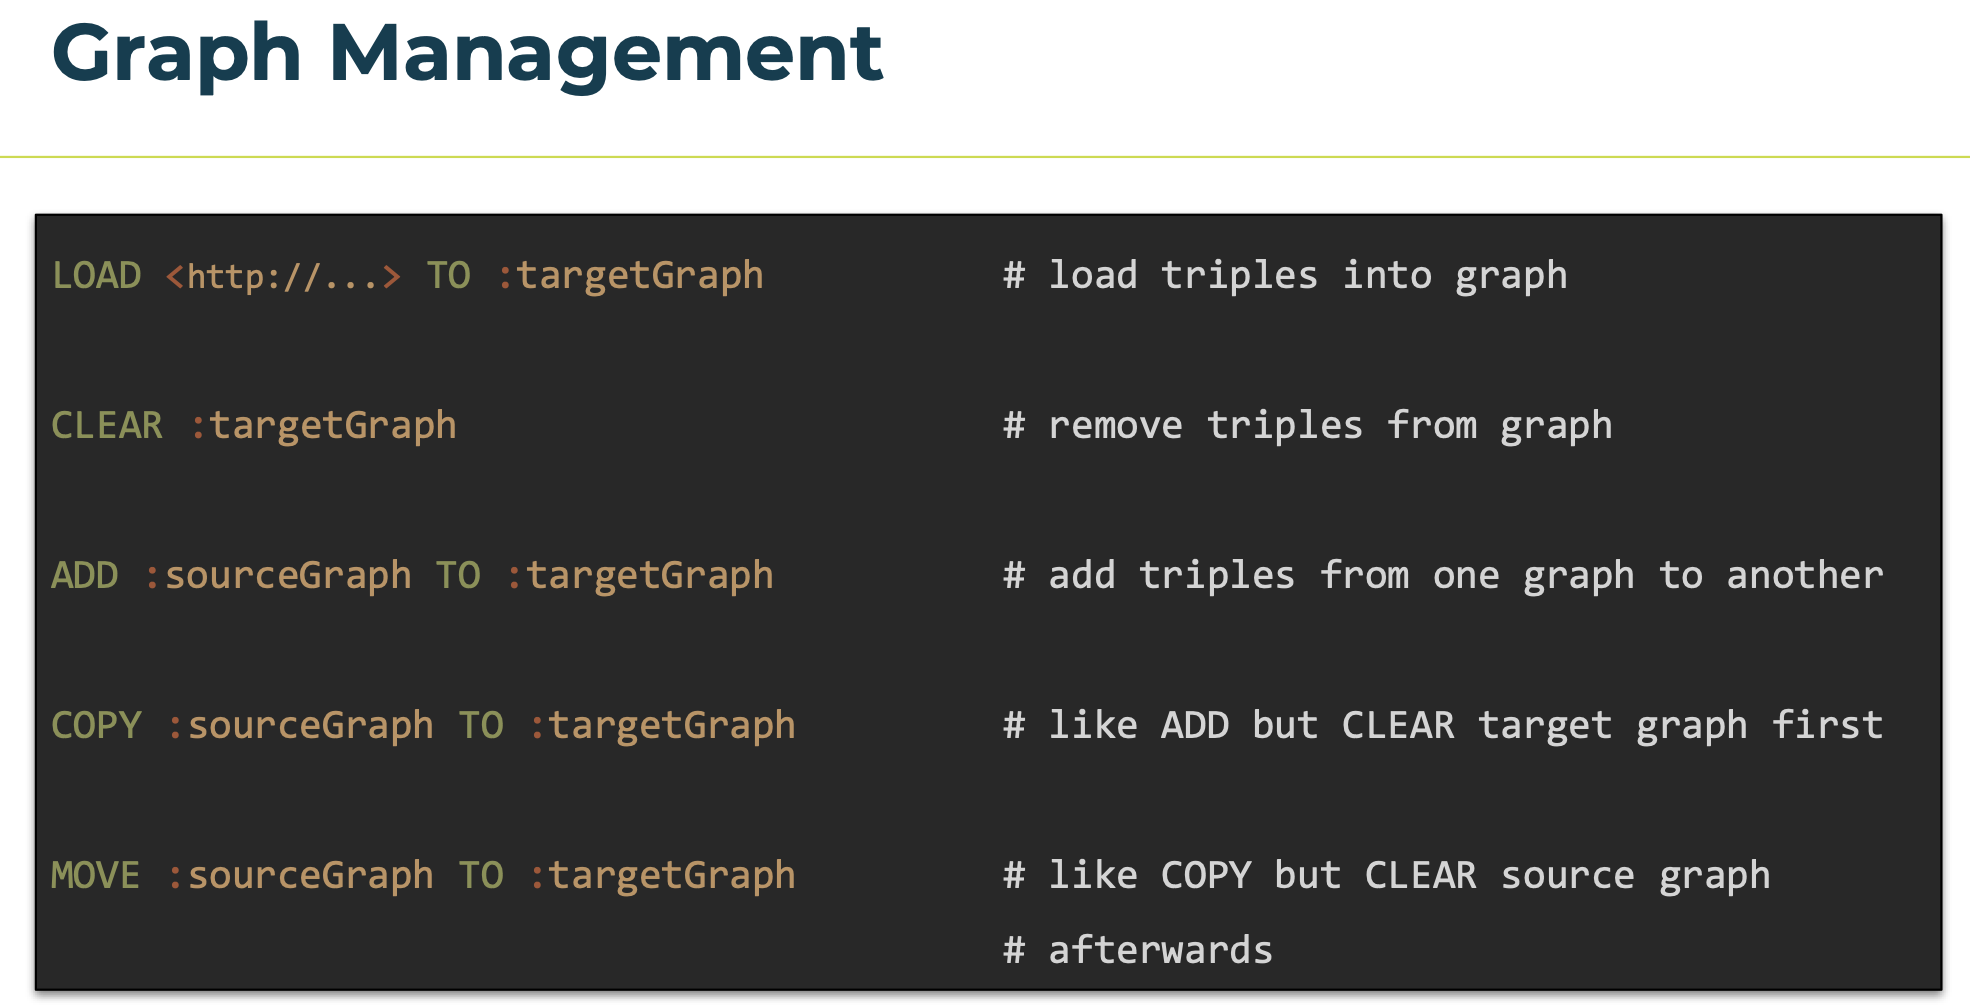 Graph Management
LOAD <http://...> TO :targetGraph # load triples into graph
CLEAR :targetGraph # remove triples from graph
ADD :sourceGraph TO :targetGraph # add triples from one graph to another
COPY :sourceGraph TO :targetGraph # like ADD but CLEAR target graph first
MOVE :sourceGraph TO :targetGraph # like COPY but CLEAR source graph
# afterwards